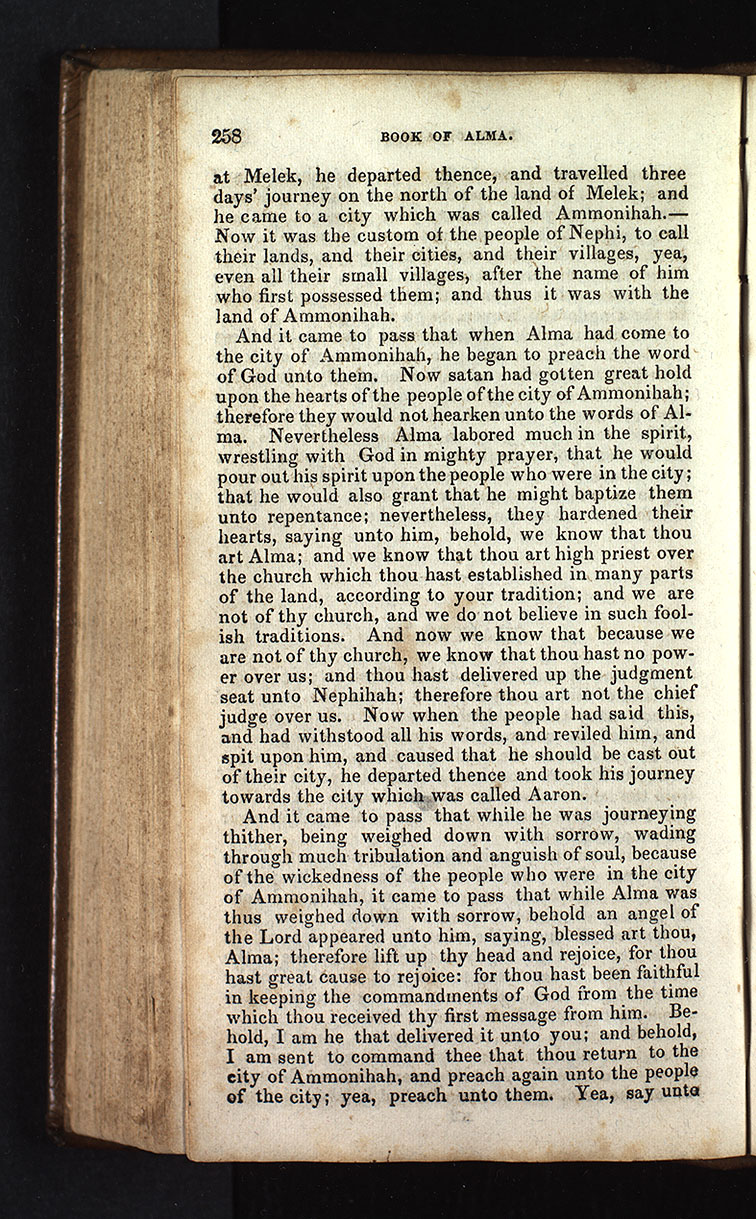 258 BOOK OF ALMA.
at Melek, he departed thence, and travelled three
days' journey on the north of the land of Melek; and
he came to a city which was called Ammonihah.—
Now it was the custom of the people of Nephi, to call
their lands, and their cities, and their villages, yea,
even all their small villages, after the name of him
who first possessed them; and thus it was with the
land of Ammonihah.
And it came to pass that when Alma had come to
the city of Ammonihah, he began to preach the word
of God unto them. Now satan had gotten great hold
upon the hearts of the people of the city of Ammonihah;
therefore they would not hearken unto the words of Al-
ma. Nevertheless Alma labored much in the spirit,
wrestling with God in mighty prayer, that he would
pour out his spirit upon the people who were in the city;
that he would also grant that he might baptize them
unto repentance; nevertheless, they hardened their
hearts, saying unto him, behold, we know that thou
art Alma; and we know that thou art high priest over
the church which thou hast established in many parts
of the land, according to your tradition; and we are
not of thy church, and we do not believe in such fool-
ish traditions. And now we know that because we
are not of thy church, we know that thou hast no pow-
er over us; and thou hast delivered up the judgment
seat unto Nephihah; therefore thou art not the chief
judge over us. Now when the people had said this,
and had withstood all his words, and reviled him, and
spit upon him, and caused that he should be cast out
of their city, he departed thence and took his journey
towards the city which was called Aaron.
And it came to pass that while he was journeying
thither, being weighed down with sorrow, wading
through much tribulation and anguish of soul, because
of the wickedness of the people who were in the city
of Ammonihah, it came to pass that while Alma was
thus weighed down with sorrow, behold an angel of
the Lord appeared unto him, saying, blessed art thou,
Alma; therefore lift up thy head and rejoice, for thou
hast great cause to rejoice: for thou hast been faithful
in keeping the commandments of God from the time
which thou received thy first message from him. Be-
hold, I am he that delivered it unto you; and behold,
I am sent to command thee that thou return to the
city of Ammonihah, and preach again unto the people
of the city; yea, preach unto them. Yea, say unto